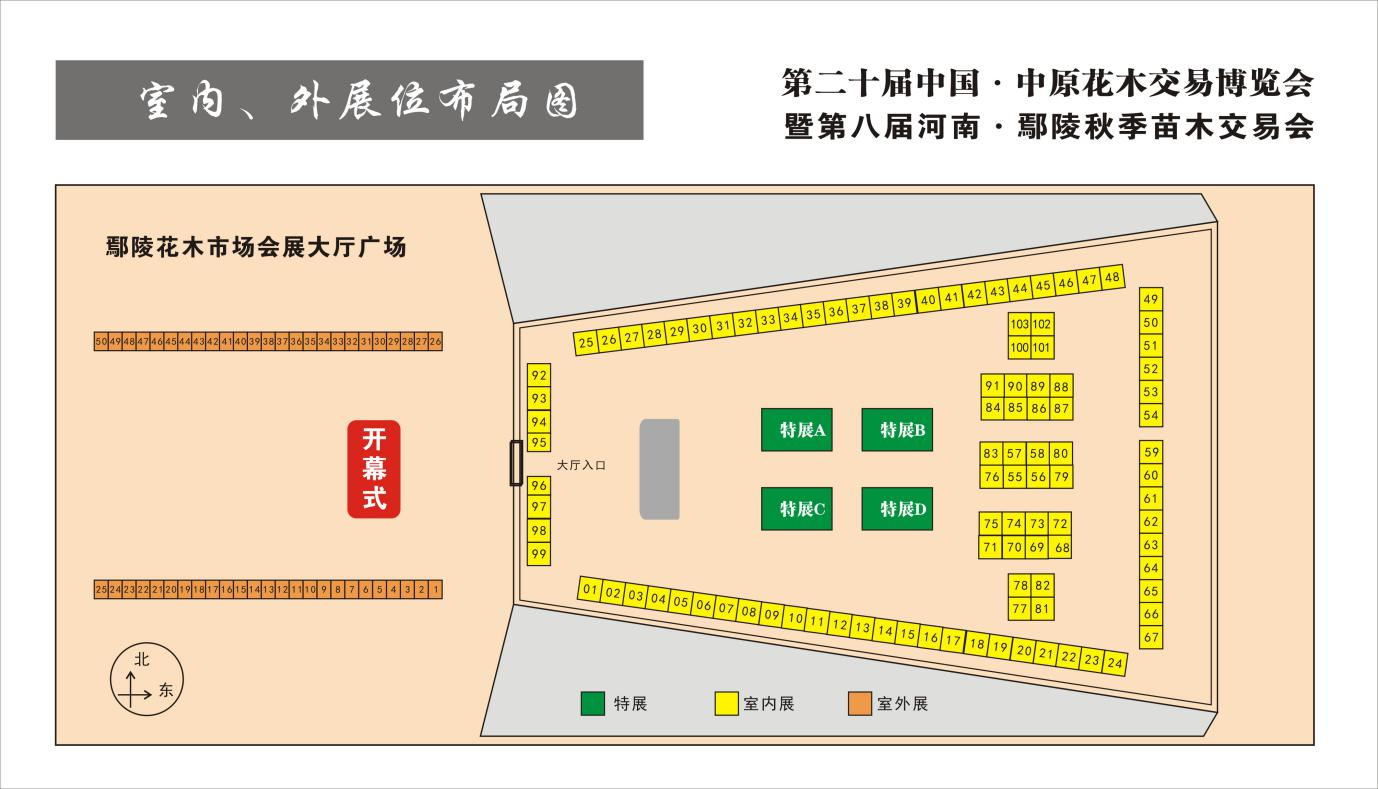 室内、外展位布局图
第二十届中国·中原花木交易博览会
暨第八届河南·鄢陵秋季苗木交易会
鄢陵花木市场会展大厅广场
50 49 48 47 46 45 44 43 42 41 40 39 38 37 36 35 34 33 32 31 30 29 28 27 26
开幕式
25 24 23 22 21 20 19 18 17 16 15 14 13 12 11 10 9 8 7 6 5 4 3 2 1
北
东
25 26 27 28 29 30 31 32 33 34 35 36 37 38 39 40 41 42 43 44 45 46 47 48
92
93
94
95
大厅入口
96
97
98
99
特展A
特展B
特展C
特展D
103 102
100 101
91 90 89 88
84 85 86 87
83 57 58 80
76 55 56 79
75 74 73 72
71 70 69 68
78 82
77 81
49
50
51
52
53
54
59
60
61
62
63
64
65
66
67
01 02 03 04 05 06 07 08 09 10 11 12 13 14 15 16 17 18 19 20 21 22 23 24
特展
室内展
室外展